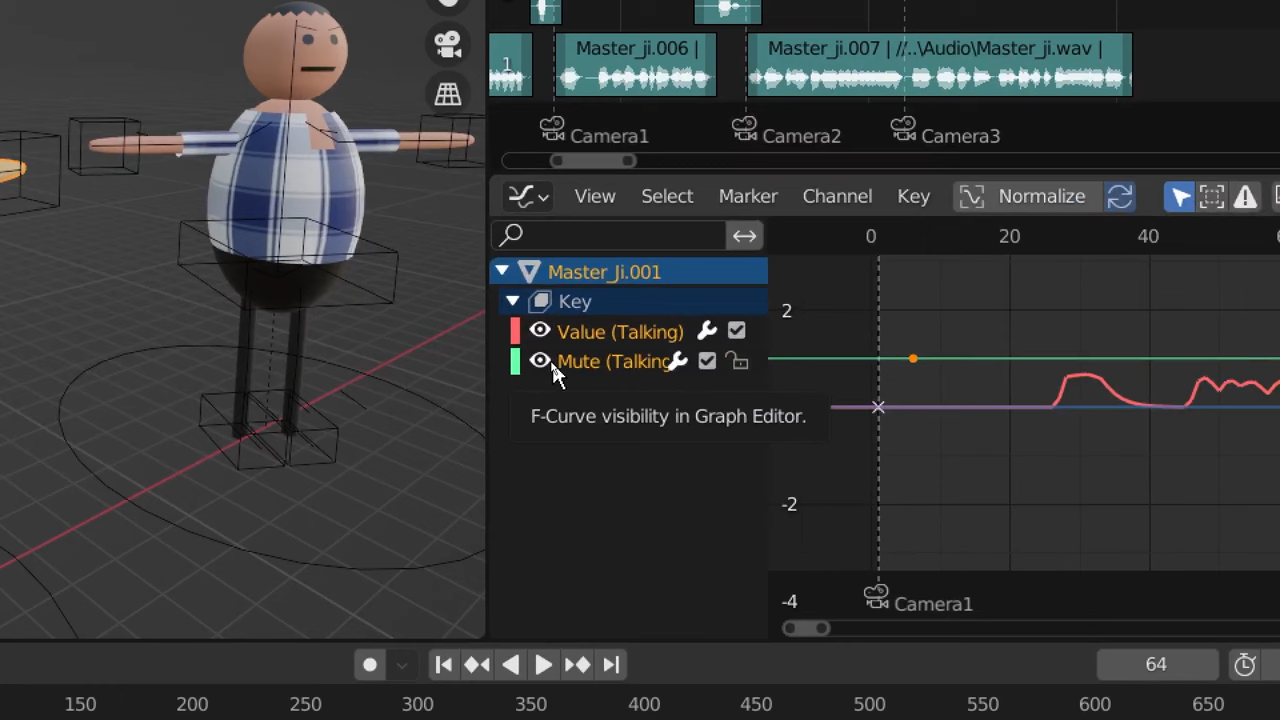 1
Master_ji.006 |
Master_ji.007 | //..\Audio\Master_ji.wav |
Camera1
Camera2
Camera3
View
Select
Marker
Channel
Key
Normalize
0
20
40
Master_Ji.001
Key
Value (Talking)
Mute (Talking
F-Curve visibility in Graph Editor.
2
-2
-4
Camera1
64
150
200
250
300
350
400
450
500
550
600
650